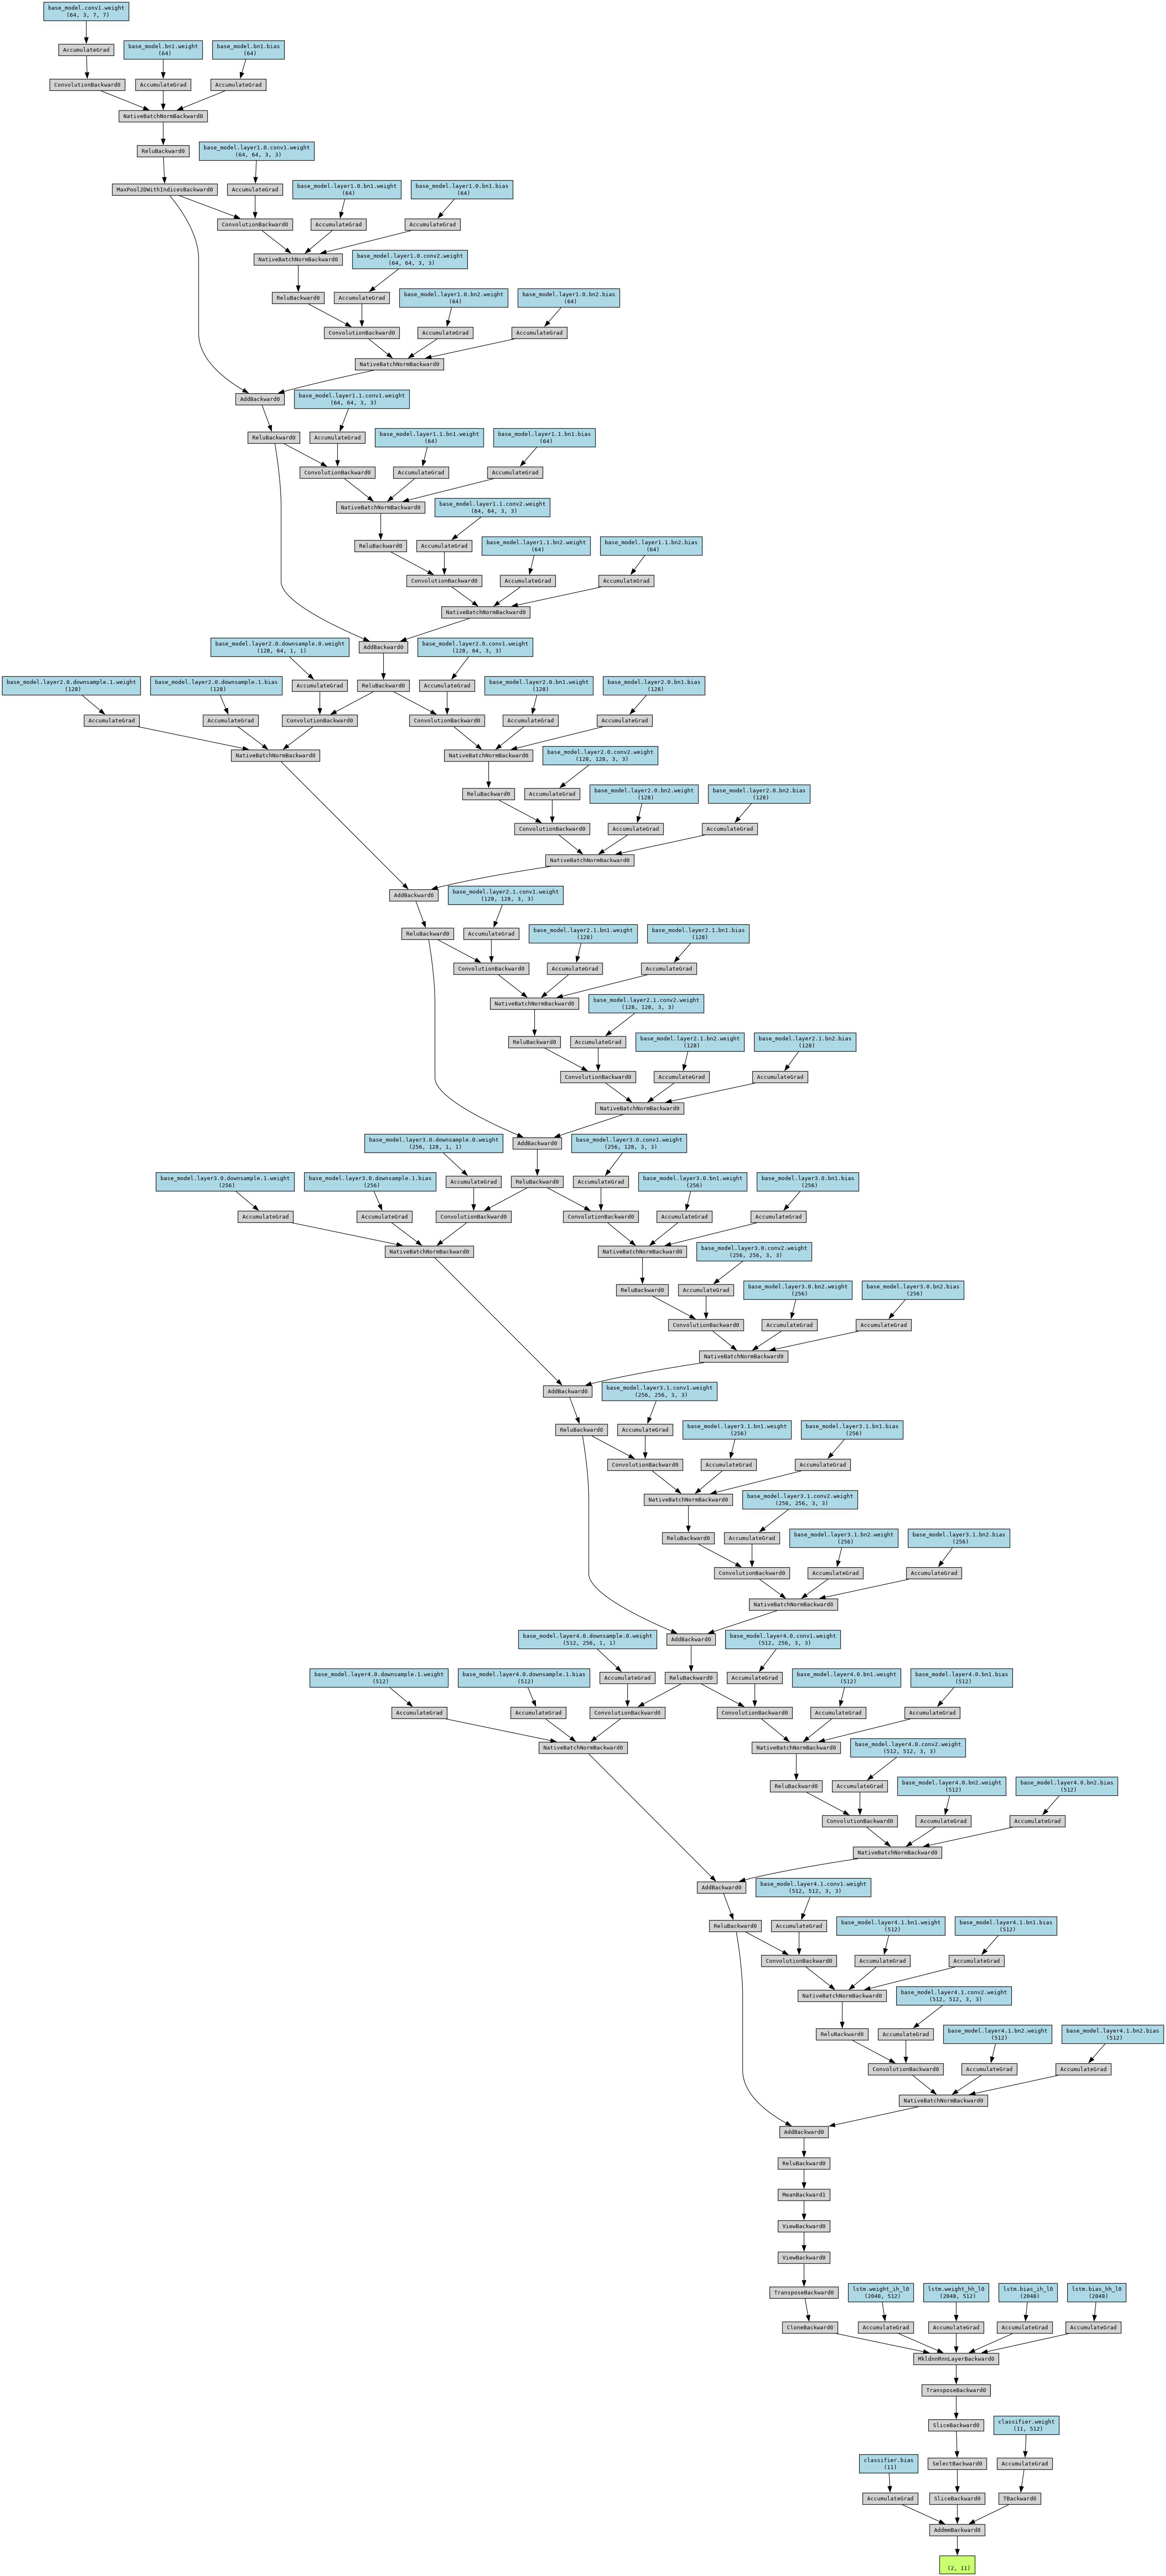 base_model.conv1.weight
(64, 3, 7, 7)
AccumulateGrad
base_model.bn1.weight
(64)
base_model.bn1.bias
(64)
ConvolutionBackward0
AccumulateGrad
AccumulateGrad
NativeBatchNormBackward0
ReluBackward0
base_model.layer1.0.conv1.weight
(64, 64, 3, 3)
MaxPool2DWithIndicesBackward0
AccumulateGrad
base_model.layer1.0.bn1.weight
(64)
base_model.layer1.0.bn1.bias
(64)
ConvolutionBackward0
AccumulateGrad
AccumulateGrad
NativeBatchNormBackward0
base_model.layer1.0.conv2.weight
(64, 64, 3, 3)
ReluBackward0
AccumulateGrad
base_model.layer1.0.bn2.weight
(64)
base_model.layer1.0.bn2.bias
(64)
ConvolutionBackward0
AccumulateGrad
AccumulateGrad
NativeBatchNormBackward0
AddBackward0
base_model.layer1.1.conv1.weight
(64, 64, 3, 3)
ReluBackward0
AccumulateGrad
base_model.layer1.1.bn1.weight
(64)
base_model.layer1.1.bn1.bias
(64)
ConvolutionBackward0
AccumulateGrad
AccumulateGrad
NativeBatchNormBackward0
base_model.layer1.1.conv2.weight
(64, 64, 3, 3)
ReluBackward0
AccumulateGrad
base_model.layer1.1.bn2.weight
(64)
base_model.layer1.1.bn2.bias
(64)
ConvolutionBackward0
AccumulateGrad
AccumulateGrad
NativeBatchNormBackward0
base_model.layer2.0.downsample.0.weight
(128, 64, 1, 1)
AddBackward0
base_model.layer2.0.conv1.weight
(128, 64, 3, 3)
base_model.layer2.0.downsample.1.weight
(128)
base_model.layer2.0.downsample.1.bias
(128)
AccumulateGrad
ReluBackward0
AccumulateGrad
base_model.layer2.0.bn1.weight
(128)
base_model.layer2.0.bn1.bias
(128)
AccumulateGrad
AccumulateGrad
ConvolutionBackward0
ConvolutionBackward0
AccumulateGrad
AccumulateGrad
NativeBatchNormBackward0
NativeBatchNormBackward0
base_model.layer2.0.conv2.weight
(128, 128, 3, 3)
ReluBackward0
AccumulateGrad
base_model.layer2.0.bn2.weight
(128)
base_model.layer2.0.bn2.bias
(128)
ConvolutionBackward0
AccumulateGrad
AccumulateGrad
NativeBatchNormBackward0
AddBackward0
base_model.layer2.1.conv1.weight
(128, 128, 3, 3)
ReluBackward0
AccumulateGrad
base_model.layer2.1.bn1.weight
(128)
base_model.layer2.1.bn1.bias
(128)
ConvolutionBackward0
AccumulateGrad
AccumulateGrad
NativeBatchNormBackward0
base_model.layer2.1.conv2.weight
(128, 128, 3, 3)
ReluBackward0
AccumulateGrad
base_model.layer2.1.bn2.weight
(128)
base_model.layer2.1.bn2.bias
(128)
ConvolutionBackward0
AccumulateGrad
AccumulateGrad
NativeBatchNormBackward0
base_model.layer3.0.downsample.0.weight
(256, 128, 1, 1)
AddBackward0
base_model.layer3.0.conv1.weight
(256, 128, 3, 3)
base_model.layer3.0.downsample.1.weight
(256)
base_model.layer3.0.downsample.1.bias
(256)
AccumulateGrad
ReluBackward0
AccumulateGrad
base_model.layer3.0.bn1.weight
(256)
base_model.layer3.0.bn1.bias
(256)
AccumulateGrad
AccumulateGrad
ConvolutionBackward0
ConvolutionBackward0
AccumulateGrad
AccumulateGrad
NativeBatchNormBackward0
NativeBatchNormBackward0
base_model.layer3.0.conv2.weight
(256, 256, 3, 3)
ReluBackward0
AccumulateGrad
base_model.layer3.0.bn2.weight
(256)
base_model.layer3.0.bn2.bias
(256)
ConvolutionBackward0
AccumulateGrad
AccumulateGrad
NativeBatchNormBackward0
AddBackward0
base_model.layer3.1.conv1.weight
(256, 256, 3, 3)
ReluBackward0
AccumulateGrad
base_model.layer3.1.bn1.weight
(256)
base_model.layer3.1.bn1.bias
(256)
ConvolutionBackward0
AccumulateGrad
AccumulateGrad
NativeBatchNormBackward0
base_model.layer3.1.conv2.weight
(256, 256, 3, 3)
ReluBackward0
AccumulateGrad
base_model.layer3.1.bn2.weight
(256)
base_model.layer3.1.bn2.bias
(256)
ConvolutionBackward0
AccumulateGrad
AccumulateGrad
NativeBatchNormBackward0
base_model.layer4.0.downsample.0.weight
(512, 256, 1, 1)
AddBackward0
base_model.layer4.0.conv1.weight
(512, 256, 3, 3)
base_model.layer4.0.downsample.1.weight
(512)
base_model.layer4.0.downsample.1.bias
(512)
AccumulateGrad
ReluBackward0
AccumulateGrad
base_model.layer4.0.bn1.weight
(512)
base_model.layer4.0.bn1.bias
(512)
AccumulateGrad
AccumulateGrad
ConvolutionBackward0
ConvolutionBackward0
AccumulateGrad
AccumulateGrad
NativeBatchNormBackward0
NativeBatchNormBackward0
base_model.layer4.0.conv2.weight
(512, 512, 3, 3)
ReluBackward0
AccumulateGrad
base_model.layer4.0.bn2.weight
(512)
base_model.layer4.0.bn2.bias
(512)
ConvolutionBackward0
AccumulateGrad
AccumulateGrad
NativeBatchNormBackward0
AddBackward0
base_model.layer4.1.conv1.weight
(512, 512, 3, 3)
ReluBackward0
AccumulateGrad
base_model.layer4.1.bn1.weight
(512)
base_model.layer4.1.bn1.bias
(512)
ConvolutionBackward0
AccumulateGrad
AccumulateGrad
NativeBatchNormBackward0
base_model.layer4.1.conv2.weight
(512, 512, 3, 3)
ReluBackward0
AccumulateGrad
base_model.layer4.1.bn2.weight
(512)
base_model.layer4.1.bn2.bias
(512)
ConvolutionBackward0
AccumulateGrad
AccumulateGrad
NativeBatchNormBackward0
AddBackward0
ReluBackward0
MeanBackward1
ViewBackward0
ViewBackward0
TransposeBackward0
lstm.weight_ih_l0
(2048, 512)
lstm.weight_hh_l0
(2048, 512)
lstm.bias_ih_l0
(2048)
lstm.bias_hh_l0
(2048)
CloneBackward0
AccumulateGrad
AccumulateGrad
AccumulateGrad
AccumulateGrad
MkldnnRnnLayerBackward0
TransposeBackward0
SliceBackward0
classifier.weight
(11, 512)
classifier.bias
(11)
SelectBackward0
AccumulateGrad
AccumulateGrad
SliceBackward0
TBackward0
AddmmBackward0
(2, 11)